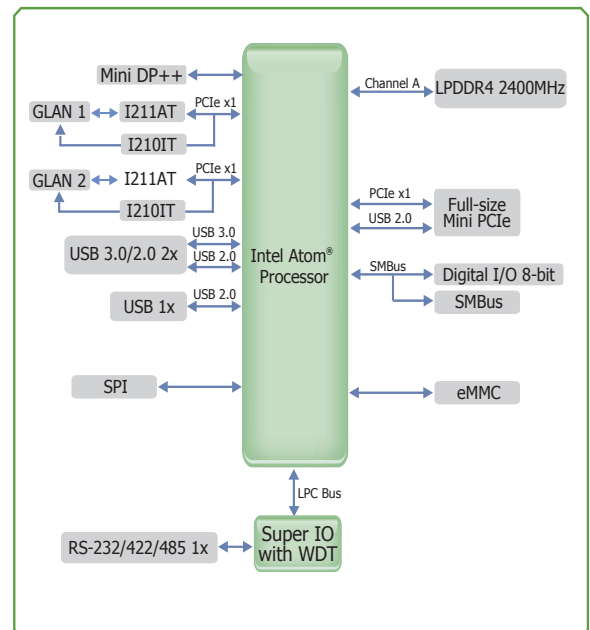 Mini DP++
GLAN 1
I211AT
PCIe x1
I210IT
GLAN 2
I211AT
PCIe x1
I210IT
USB 3.0/2.0 2x
USB 3.0
USB 2.0
USB 1x
USB 2.0
SPI
Intel Atom®
Processor
Channel A
LPDDR4 2400MHz
PCIe x1
USB 2.0
Full-size
Mini PCIe
SMBus
Digital I/O 8-bit
SMBus
eMMC
LPC Bus
Super IO
with WDT
RS-232/422/485 1x